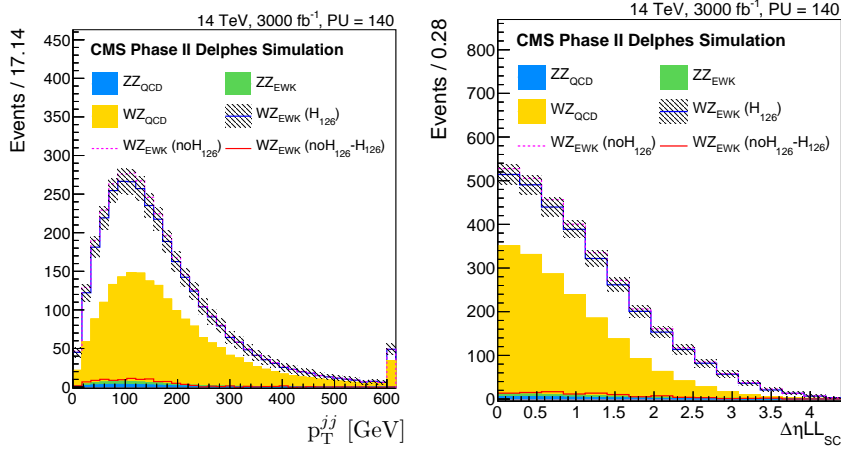 14 TeV, 3000 fb⁻¹, PU = 140
CMS Phase II Delphes Simulation
ZZ_QCD ZZ_EWK
WZ_QCD WZ_EWK (H_126)
WZ_EWK (noH_126) WZ_EWK (noH_126-H_126)
Events / 17.14
450
400
350
300
250
200
150
100
50
0
0 100 200 300 400 500 600
p_T^jj [GeV]
14 TeV, 3000 fb⁻¹, PU = 140
CMS Phase II Delphes Simulation
ZZ_QCD ZZ_EWK
WZ_QCD WZ_EWK (H_126)
WZ_EWK (noH_126) WZ_EWK (noH_126-H_126)
Events / 0.28
800
700
600
500
400
300
200
100
0
0 0.5 1 1.5 2 2.5 3 3.5 4
ΔηLL_SC